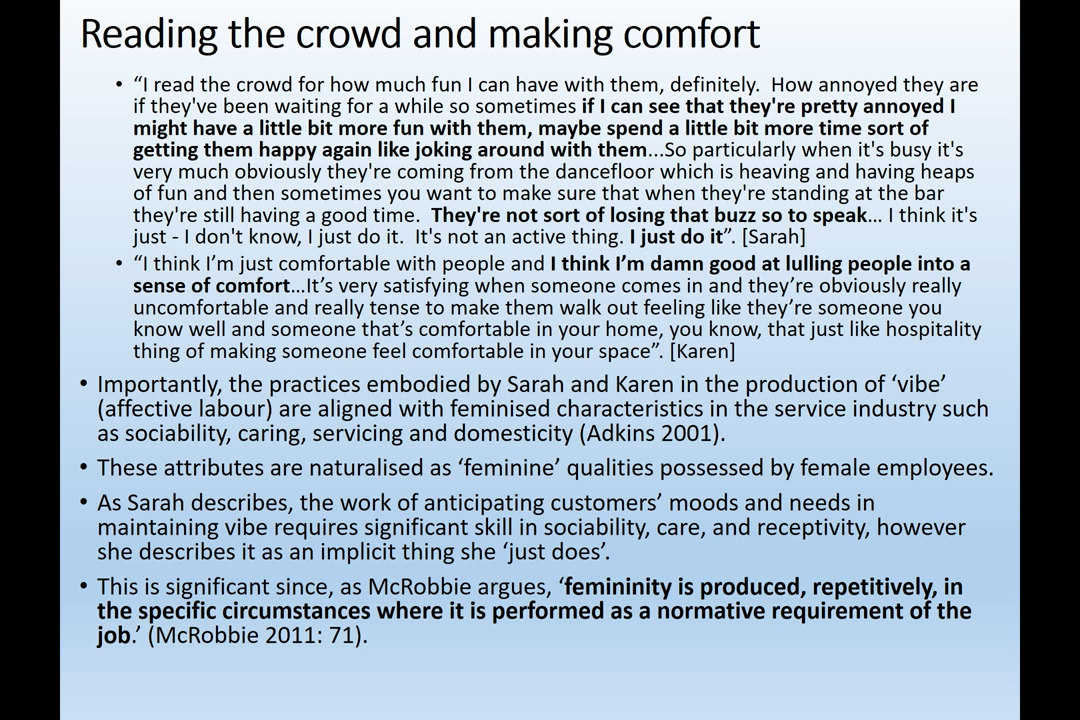 Reading the crowd and making comfort
• “I read the crowd for how much fun I can have with them, definitely.  How annoyed they are
if they've been waiting for a while so sometimes if I can see that they're pretty annoyed I
might have a little bit more fun with them, maybe spend a little bit more time sort of
getting them happy again like joking around with them...So particularly when it's busy it's
very much obviously they're coming from the dancefloor which is heaving and having heaps
of fun and then sometimes you want to make sure that when they're standing at the bar
they're still having a good time.  They're not sort of losing that buzz so to speak… I think it's
just - I don't know, I just do it.  It's not an active thing. I just do it”. [Sarah]
• “I think I’m just comfortable with people and I think I’m damn good at lulling people into a
sense of comfort…It’s very satisfying when someone comes in and they’re obviously really
uncomfortable and really tense to make them walk out feeling like they’re someone you
know well and someone that’s comfortable in your home, you know, that just like hospitality
thing of making someone feel comfortable in your space”. [Karen]
• Importantly, the practices embodied by Sarah and Karen in the production of ‘vibe’
(affective labour) are aligned with feminised characteristics in the service industry such
as sociability, caring, servicing and domesticity (Adkins 2001).
• These attributes are naturalised as ‘feminine’ qualities possessed by female employees.
• As Sarah describes, the work of anticipating customers’ moods and needs in
maintaining vibe requires significant skill in sociability, care, and receptivity, however
she describes it as an implicit thing she ‘just does’.
• This is significant since, as McRobbie argues, ‘femininity is produced, repetitively, in
the specific circumstances where it is performed as a normative requirement of the
job.’ (McRobbie 2011: 71).